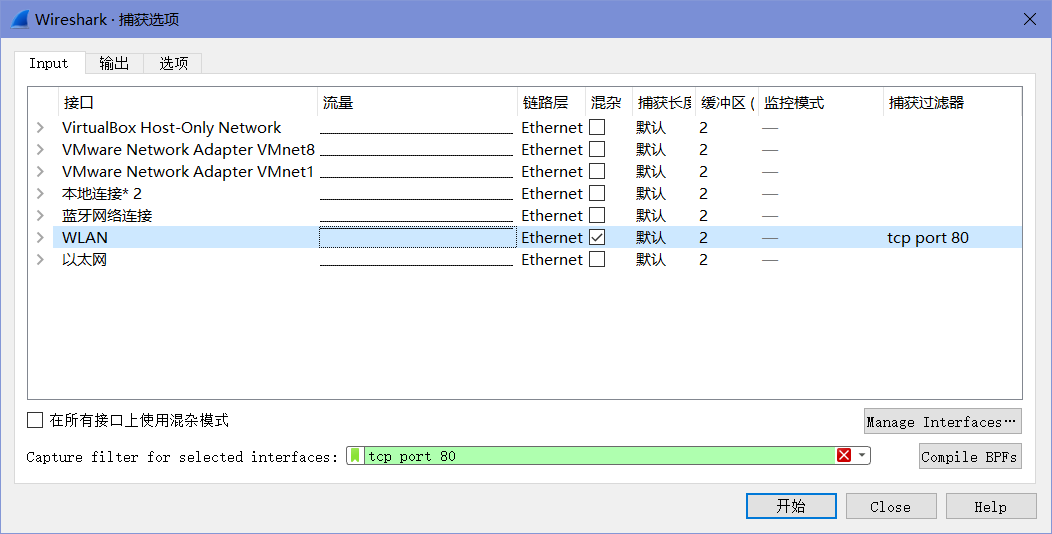 Wireshark · 捕获选项
Input 输出 选项
接口 流量 链路层 混杂 捕获长度 缓冲区 ( 监控模式 捕获过滤器
VirtualBox Host-Only Network Ethernet 默认 2 —
VMware Network Adapter VMnet8 Ethernet 默认 2 —
VMware Network Adapter VMnet1 Ethernet 默认 2 —
本地连接* 2 Ethernet 默认 2 —
蓝牙网络连接 Ethernet 默认 2 —
WLAN Ethernet 默认 2 — tcp port 80
以太网 Ethernet 默认 2 —
在所有接口上使用混杂模式
Manage Interfaces…
Capture filter for selected interfaces: tcp port 80
Compile BPFs
开始 Close Help